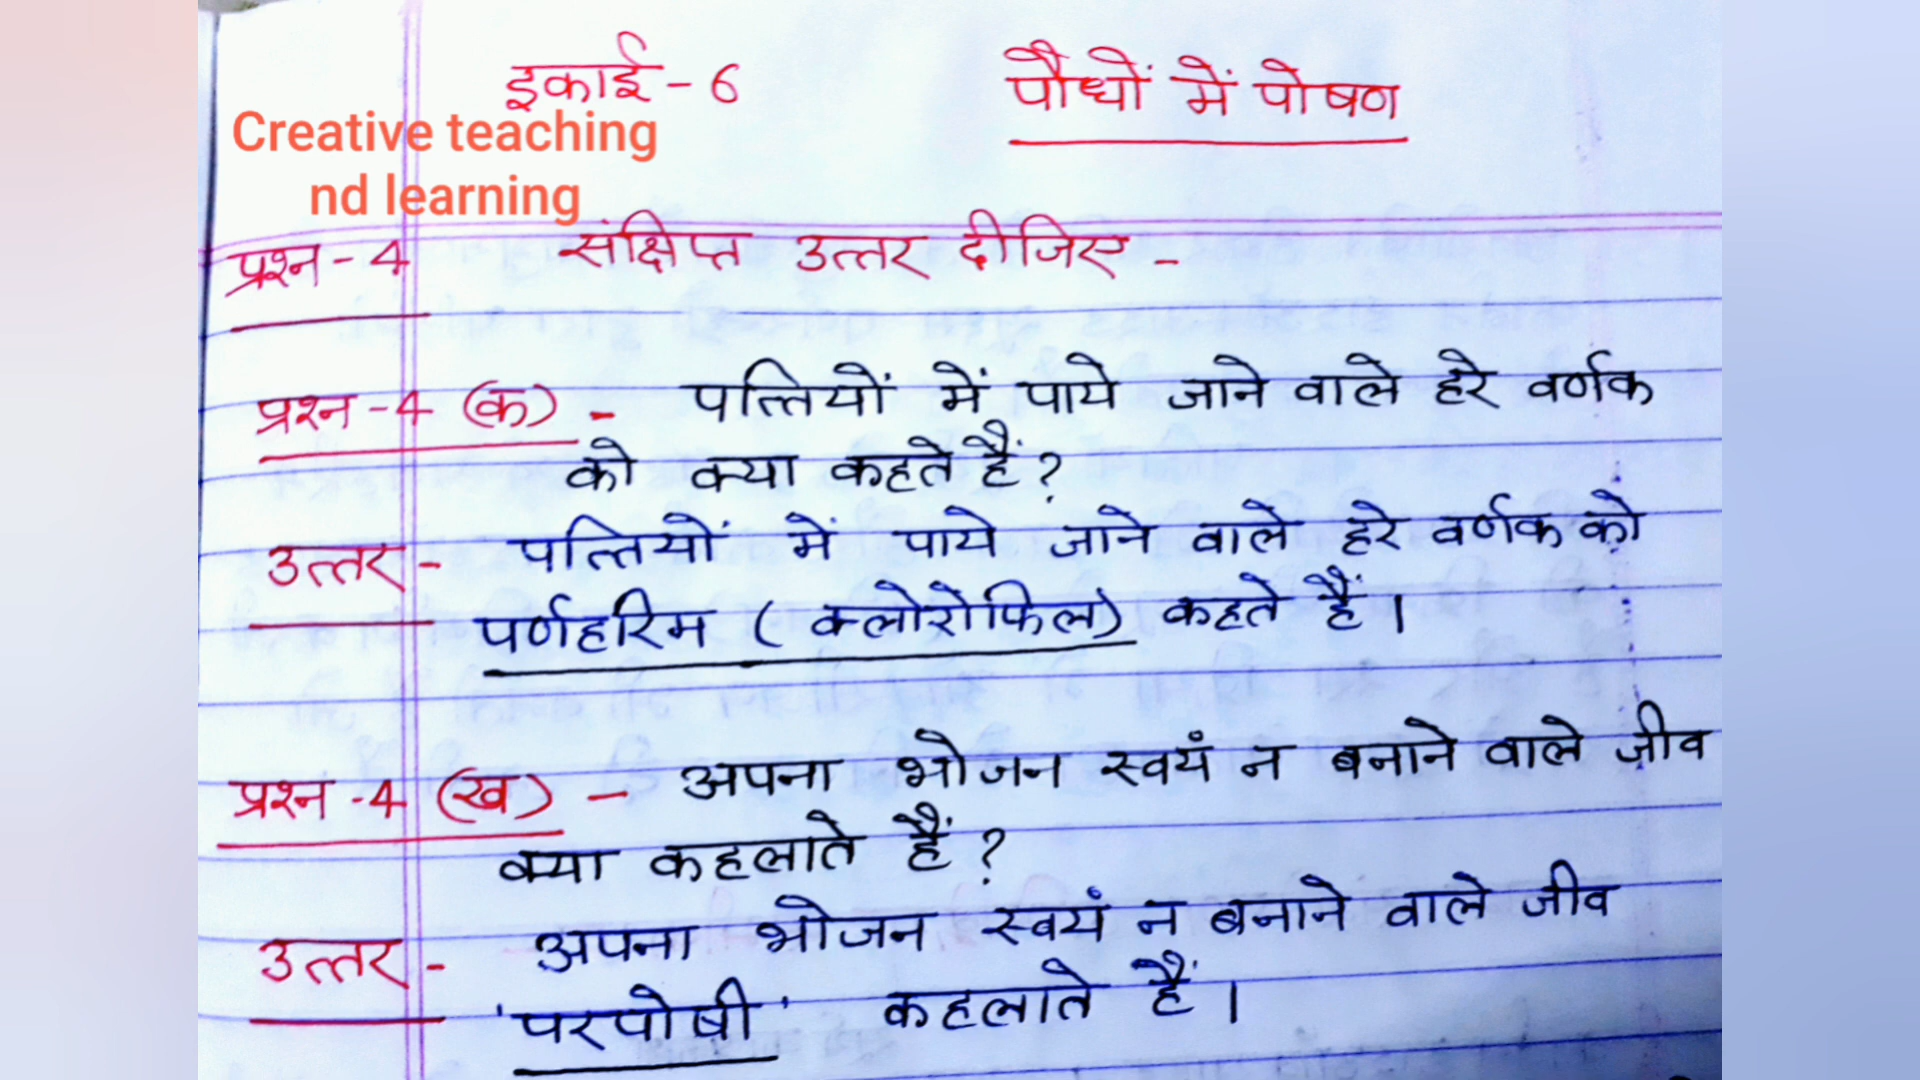 इकाई - 6 पौधों में पोषण
Creative teaching
nd learning
प्रश्न - 4 संक्षिप्त उत्तर दीजिए -
प्रश्न - 4 (क) - पत्तियों में पाये जाने वाले हरे वर्णक
को क्या कहते हैं ?
उत्तर - पत्तियों में पाये जाने वाले हरे वर्णक को
पर्णहरिम ( क्लोरोफिल) कहते हैं ।
प्रश्न - 4 (ख) - अपना भोजन स्वयं न बनाने वाले जीव
क्या कहलाते हैं ?
उत्तर - अपना भोजन स्वयं न बनाने वाले जीव
'परपोषी' कहलाते हैं ।